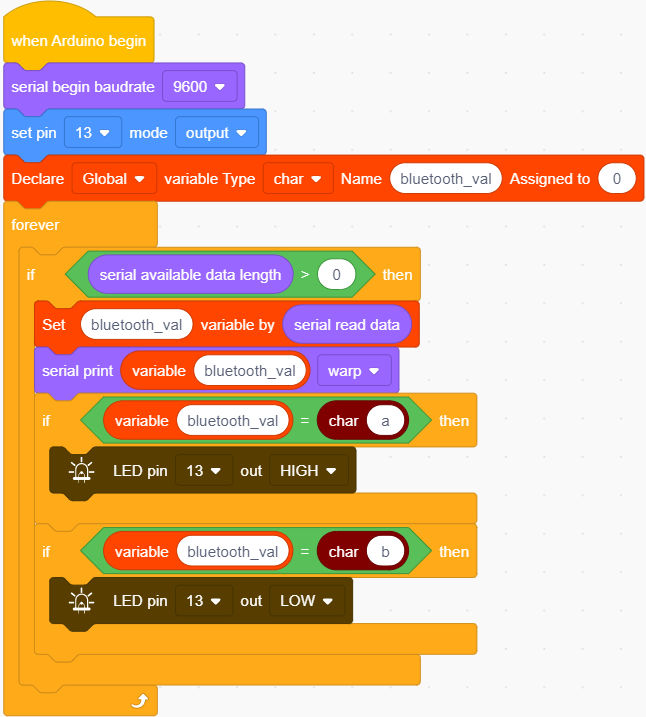 when Arduino begin
serial begin baudrate 9600
set pin 13 mode output
Declare Global variable Type char Name bluetooth_val Assigned to 0
forever
if serial available data length > 0 then
Set bluetooth_val variable by serial read data
serial print variable bluetooth_val warp
if variable bluetooth_val = char a then
LED pin 13 out HIGH
if variable bluetooth_val = char b then
LED pin 13 out LOW